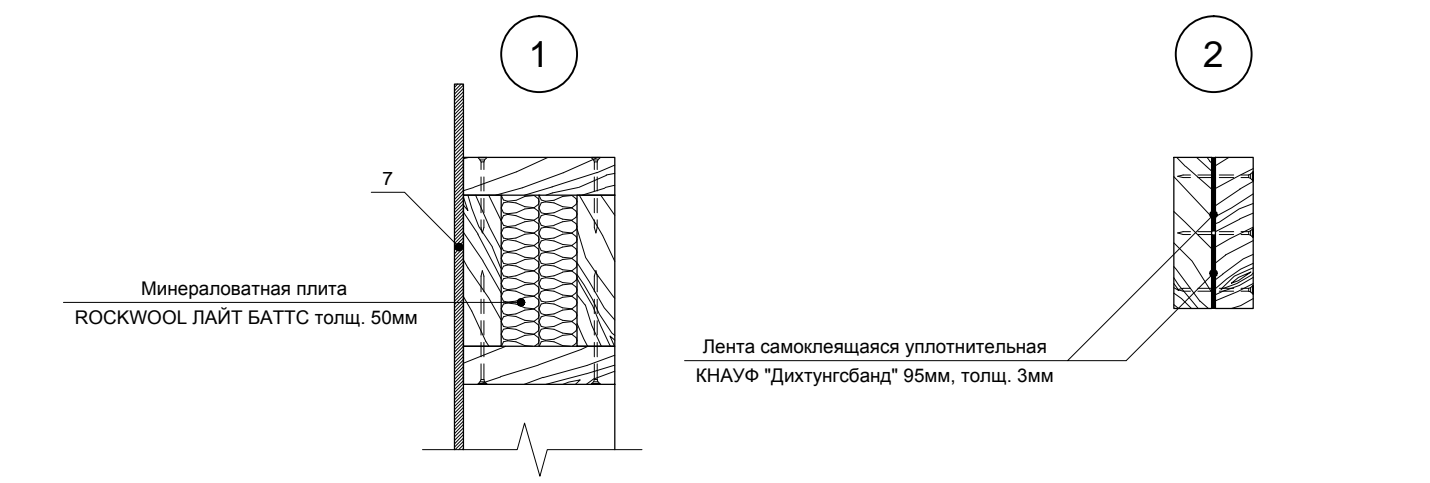 1
2
7
Минераловатная плита
ROCKWOOL ЛАЙТ БАТТС толщ. 50мм
Лента самоклеящаяся уплотнительная
КНАУФ "Дихтунгсбанд" 95мм, толщ. 3мм